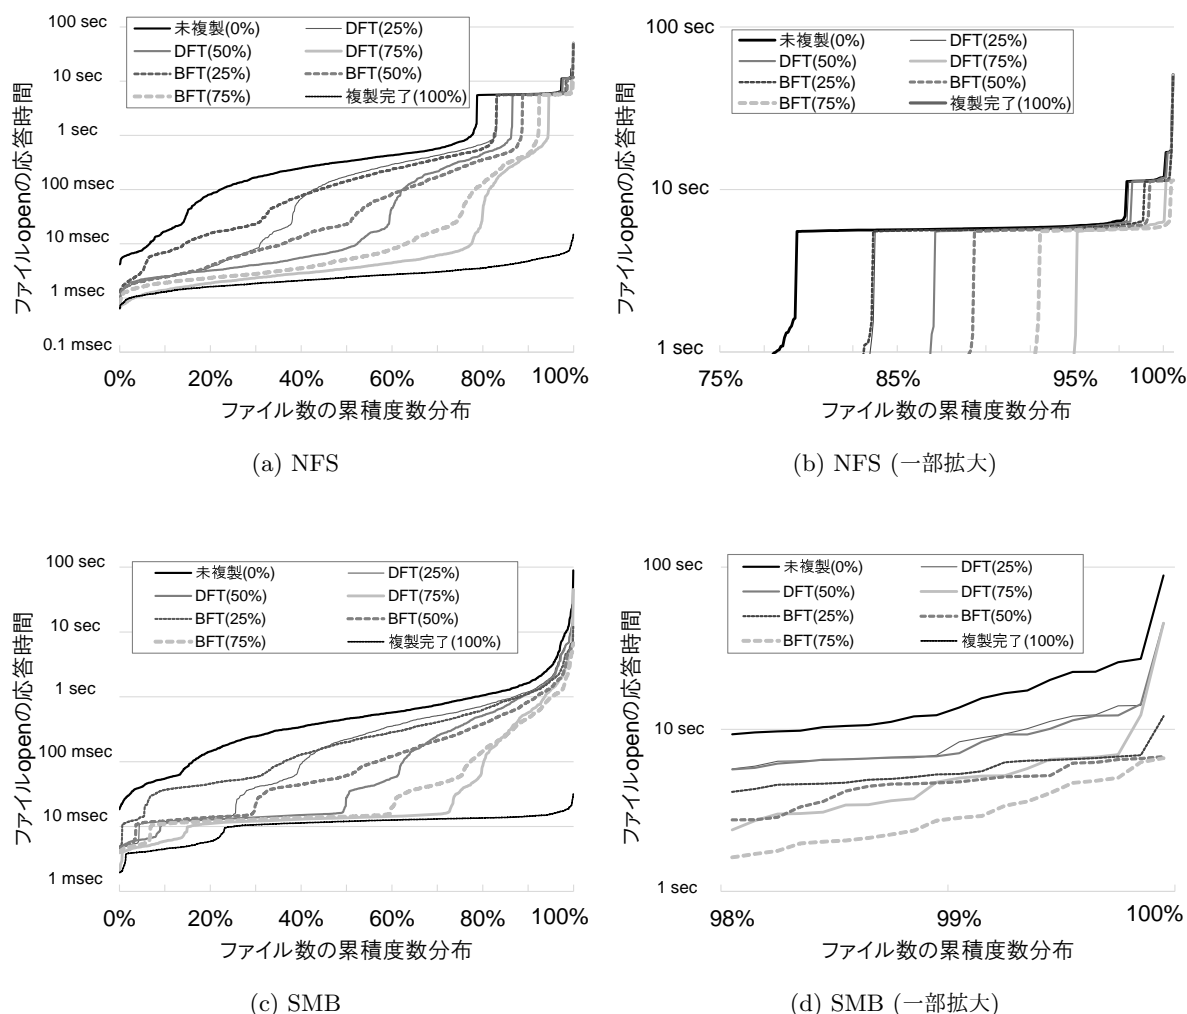 100 sec
10 sec
1 sec
100 msec
10 msec
1 msec
0.1 msec
ファイルopenの応答時間
未複製(0%)
DFT(25%)
DFT(50%)
DFT(75%)
BFT(25%)
BFT(50%)
BFT(75%)
複製完了(100%)
0%
20%
40%
60%
80%
100%
ファイル数の累積度数分布
(a) NFS
100 sec
10 sec
1 sec
ファイルopenの応答時間
未複製(0%)
DFT(25%)
DFT(50%)
DFT(75%)
BFT(25%)
BFT(50%)
BFT(75%)
複製完了(100%)
75%
85%
95%
100%
ファイル数の累積度数分布
(b) NFS (一部拡大)
100 sec
10 sec
1 sec
100 msec
10 msec
1 msec
ファイルopenの応答時間
未複製(0%)
DFT(25%)
DFT(50%)
DFT(75%)
BFT(25%)
BFT(50%)
BFT(75%)
複製完了(100%)
0%
20%
40%
60%
80%
100%
ファイル数の累積度数分布
(c) SMB
100 sec
10 sec
1 sec
ファイルopenの応答時間
未複製(0%)
DFT(25%)
DFT(50%)
DFT(75%)
BFT(25%)
BFT(50%)
BFT(75%)
複製完了(100%)
98%
99%
100%
ファイル数の累積度数分布
(d) SMB (一部拡大)